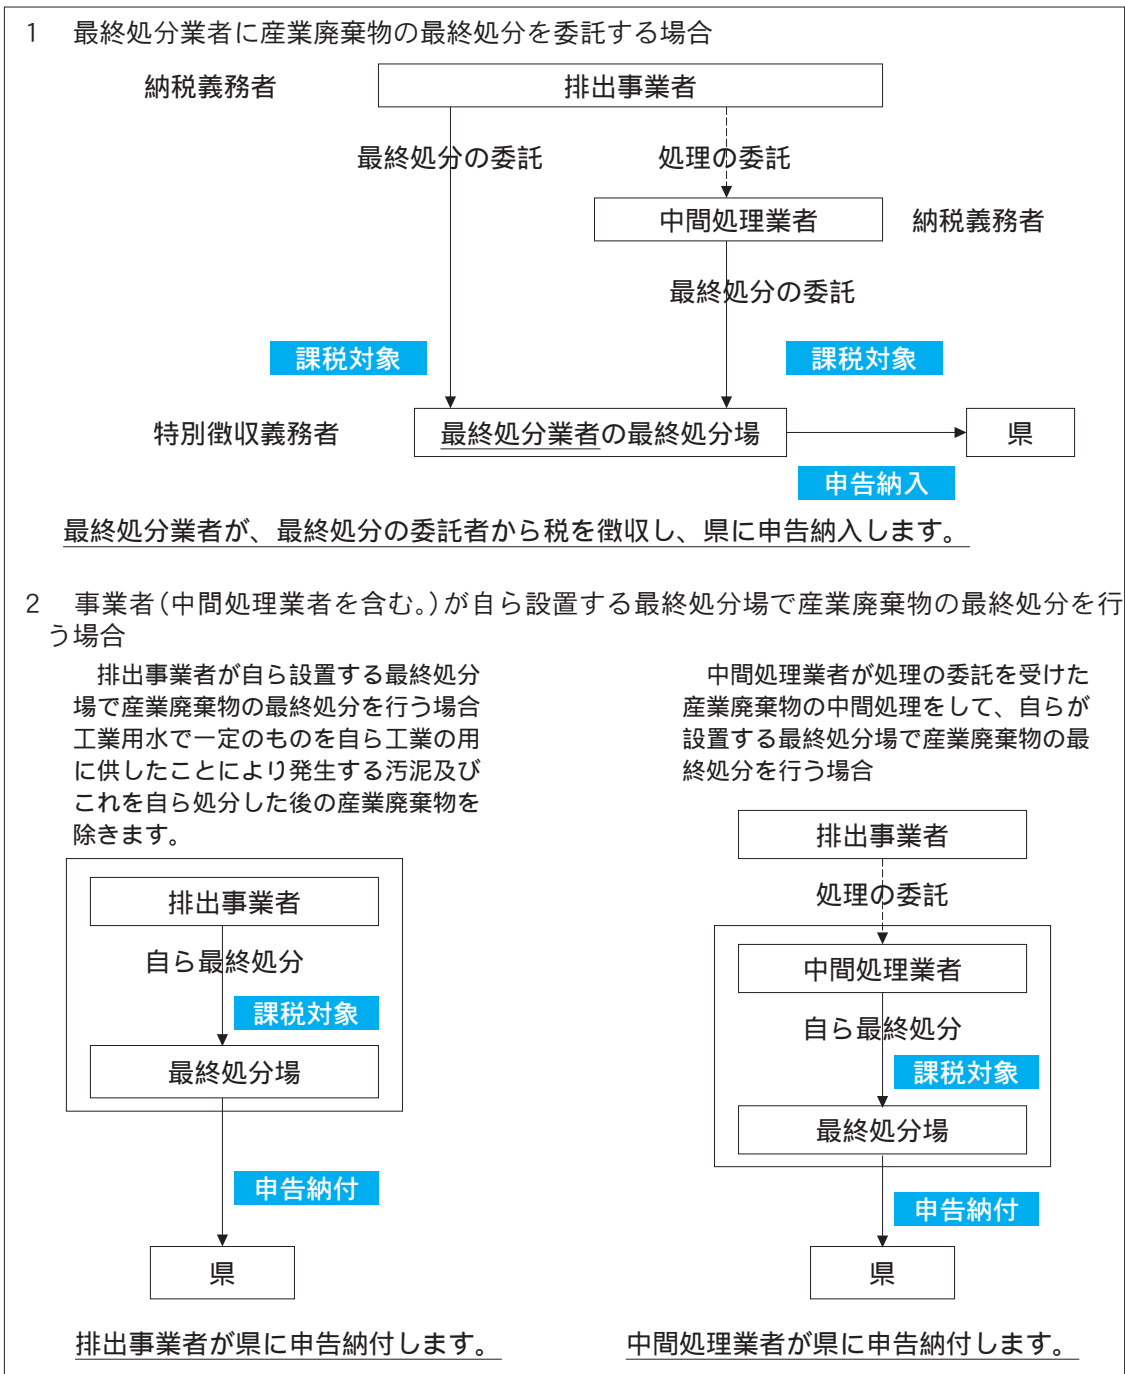 1 最終処分業者に産業廃棄物の最終処分を委託する場合
納税義務者
排出事業者
最終処分の委託
処理の委託
中間処理業者
納税義務者
最終処分の委託
課税対象
課税対象
特別徴収義務者
最終処分業者の最終処分場
県
申告納入
最終処分業者が、最終処分の委託者から税を徴収し、県に申告納入します。
2 事業者(中間処理業者を含む。)が自ら設置する最終処分場で産業廃棄物の最終処分を行
う場合
排出事業者が自ら設置する最終処分
場で産業廃棄物の最終処分を行う場合
工業用水で一定のものを自ら工業の用
に供したことにより発生する汚泥及び
これを自ら処分した後の産業廃棄物を
除きます。
排出事業者
自ら最終処分
課税対象
最終処分場
申告納付
県
排出事業者が県に申告納付します。
中間処理業者が処理の委託を受けた
産業廃棄物の中間処理をして、自らが
設置する最終処分場で産業廃棄物の最
終処分を行う場合
排出事業者
処理の委託
中間処理業者
自ら最終処分
課税対象
最終処分場
申告納付
県
中間処理業者が県に申告納付します。